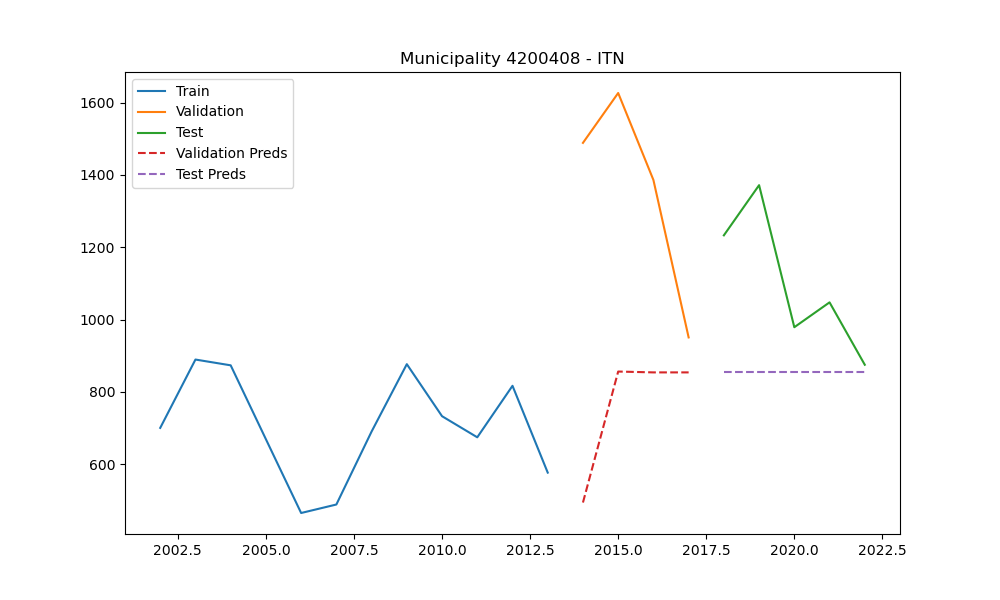 Municipality 4200408 - ITN
Train
Validation
Test
Validation Preds
Test Preds
1600
1400
1200
1000
800
600
2002.5 2005.0 2007.5 2010.0 2012.5 2015.0 2017.5 2020.0 2022.5